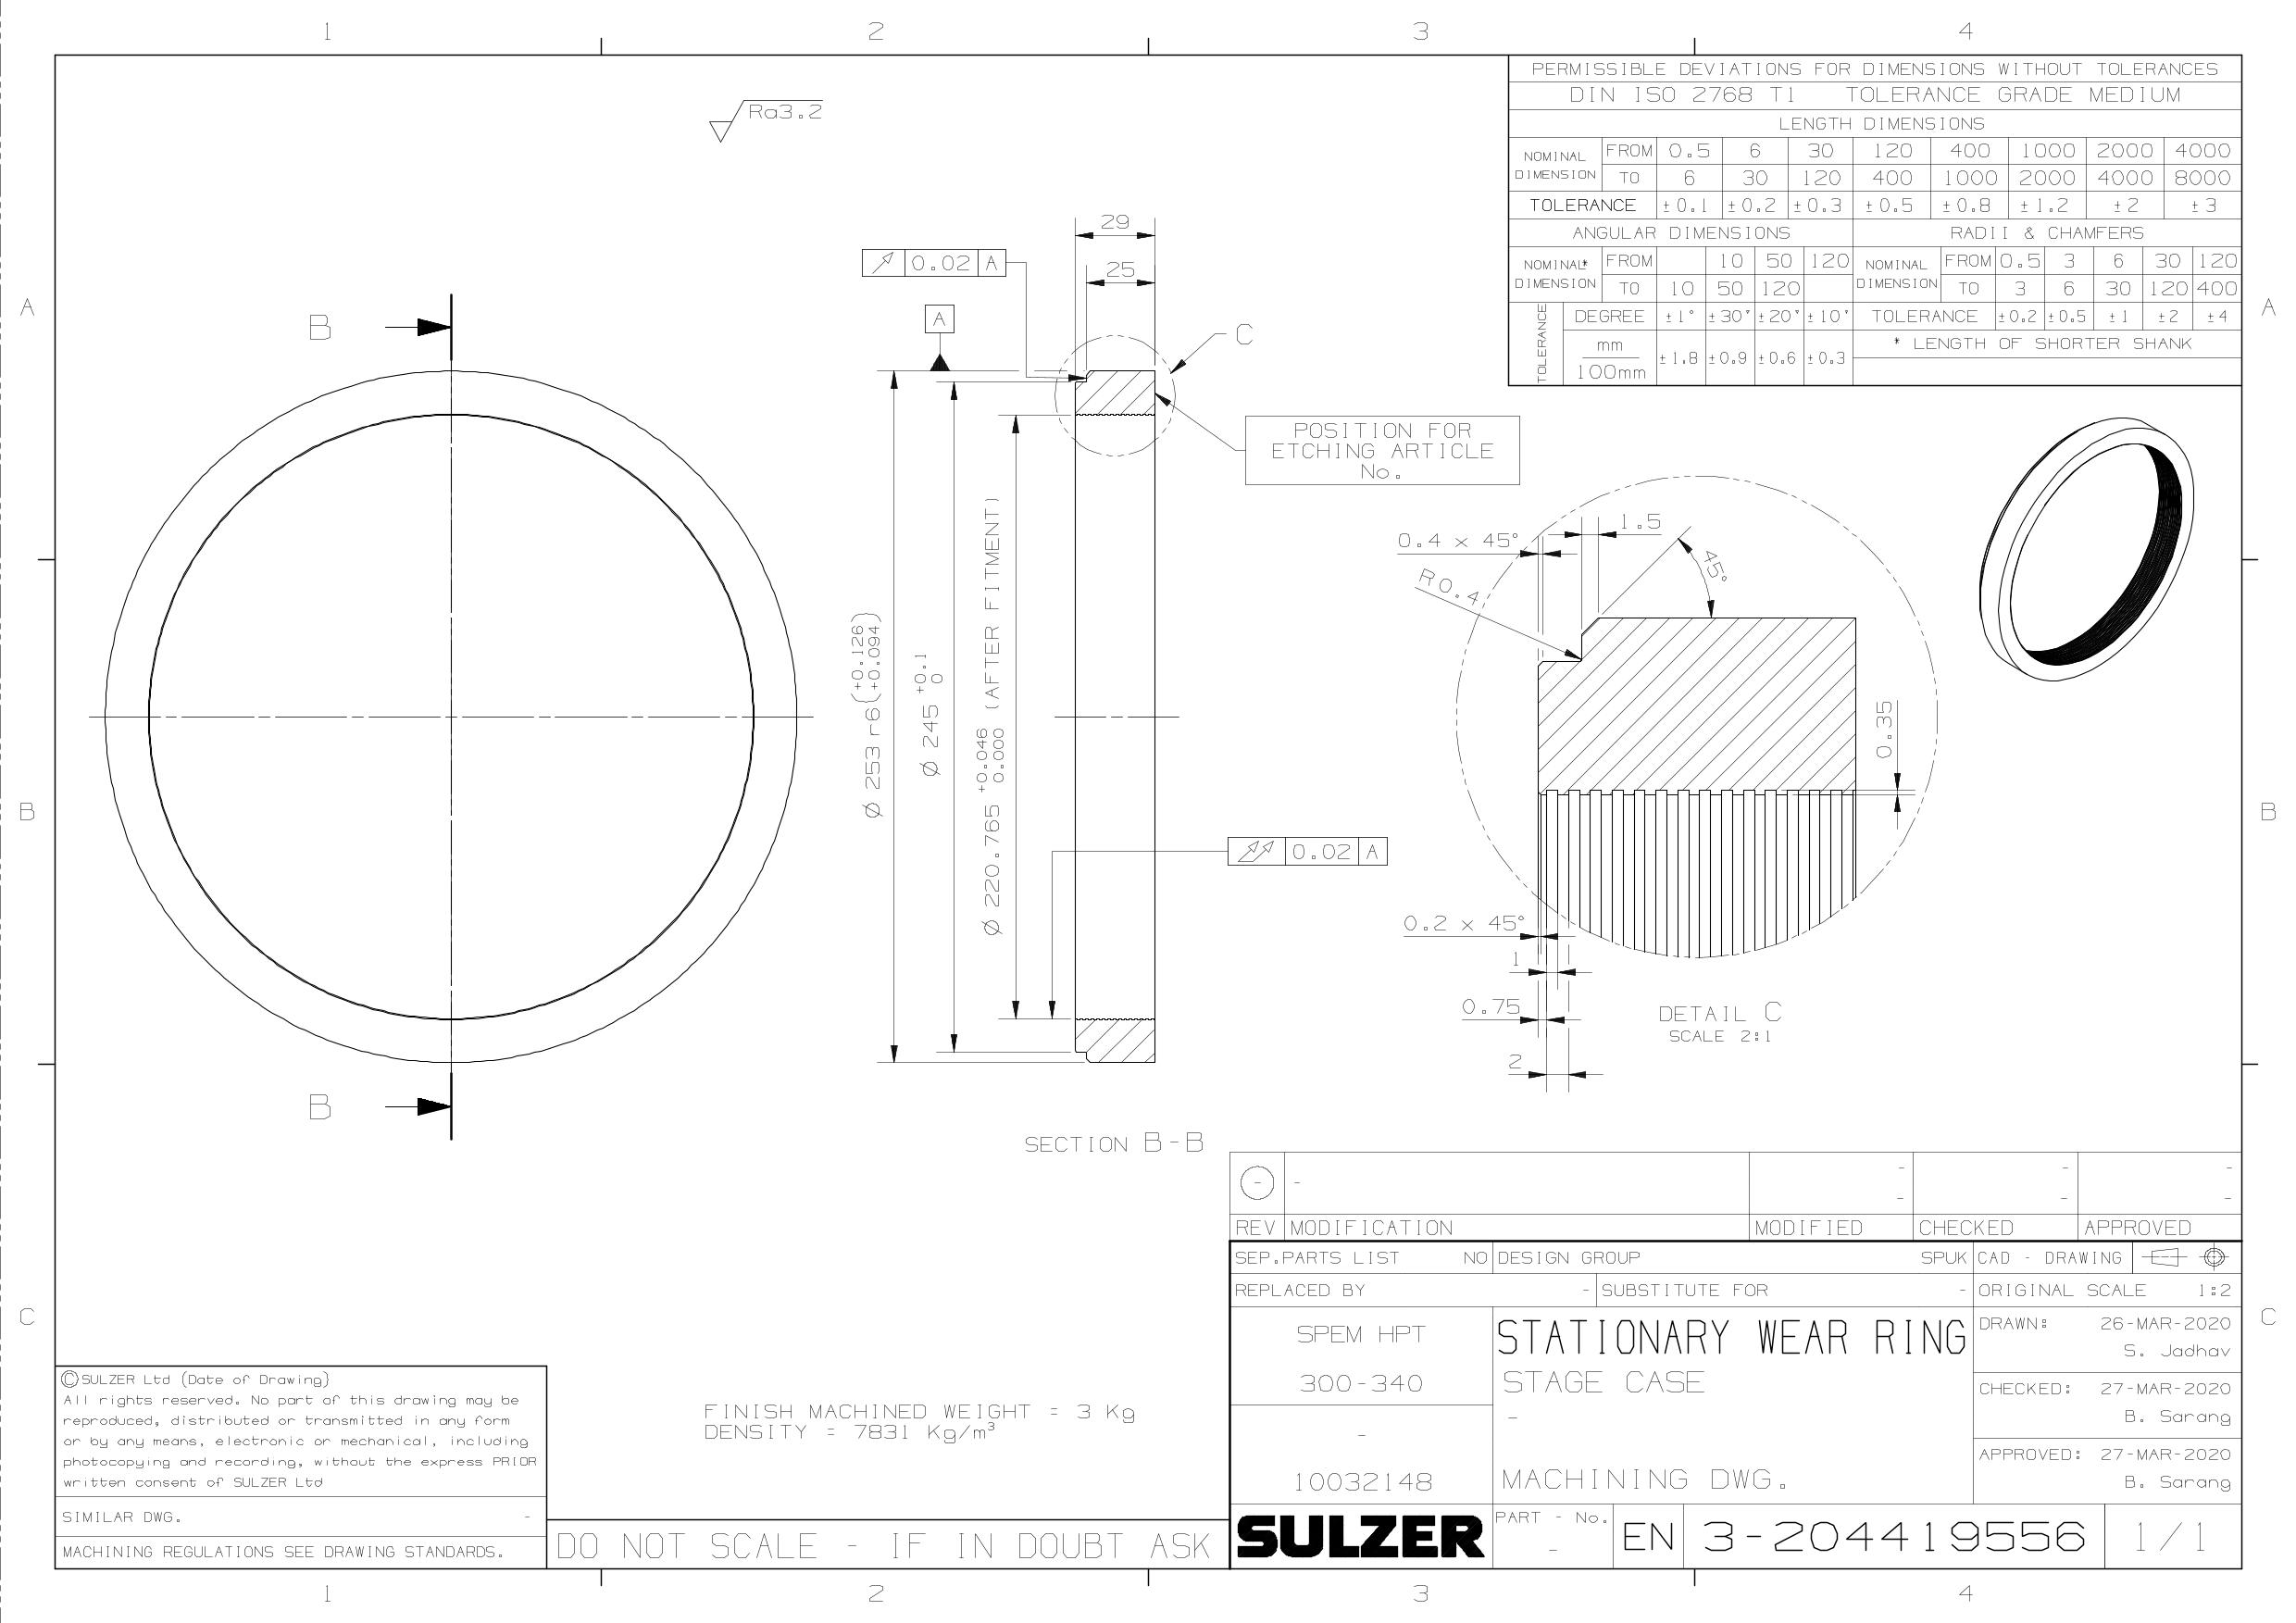 1 2 3 4
A
B
C
A
B
C
Ra3.2
PERMISSIBLE DEVIATIONS FOR DIMENSIONS WITHOUT TOLERANCES
DIN ISO 2768 T1 TOLERANCE GRADE MEDIUM
LENGTH DIMENSIONS
NOMINAL DIMENSION FROM 0.5 6 30 120 400 1000 2000 4000
TO 6 30 120 400 1000 2000 4000 8000
TOLERANCE ±0.1 ±0.2 ±0.3 ±0.5 ±0.8 ±1.2 ±2 ±3
ANGULAR DIMENSIONS RADII & CHAMFERS
NOMINAL* DIMENSION FROM 10 50 120 NOMINAL DIMENSION FROM 0.5 3 6 30 120
TO 10 50 120 TO 3 6 30 120 400
TOLERANCE DEGREE ±1° ±30' ±20' ±10' TOLERANCE ±0.2 ±0.5 ±1 ±2 ±4
mm
100mm ±1.8 ±0.9 ±0.6 ±0.3
* LENGTH OF SHORTER SHANK
B
B
29
25
0.02 A
A
C
POSITION FOR
ETCHING ARTICLE
No.
Ø 253 r6 (+0.126 +0.094)
Ø 245 +0.1 0
Ø 220.765 +0.046 0.000 (AFTER FITMENT)
0.02 A
SECTION B-B
0.4 x 45°
1.5
45°
R0.4
0.35
0.2 x 45°
1
0.75
2
DETAIL C
SCALE 2:1
FINISH MACHINED WEIGHT = 3 Kg
DENSITY = 7831 Kg/m³
©SULZER Ltd (Date of Drawing)
All rights reserved. No part of this drawing may be
reproduced, distributed or transmitted in any form
or by any means, electronic or mechanical, including
photocopying and recording, without the express PRIOR
written consent of SULZER Ltd
SIMILAR DWG. -
MACHINING REGULATIONS SEE DRAWING STANDARDS.
DO NOT SCALE - IF IN DOUBT ASK
- - - - -
- - -
REV MODIFICATION MODIFIED CHECKED APPROVED
SEP.PARTS LIST NO DESIGN GROUP SPUK CAD - DRAWING
REPLACED BY - SUBSTITUTE FOR - ORIGINAL SCALE 1:2
SPEM HPT
300-340
-
10032148
STATIONARY WEAR RING
STAGE CASE
-
MACHINING DWG.
DRAWN: 26-MAR-2020
S. Jadhav
CHECKED: 27-MAR-2020
B. Sarang
APPROVED: 27-MAR-2020
B. Sarang
SULZER
PART - No.
-
EN 3-204419556 1/1
1 2 3 4